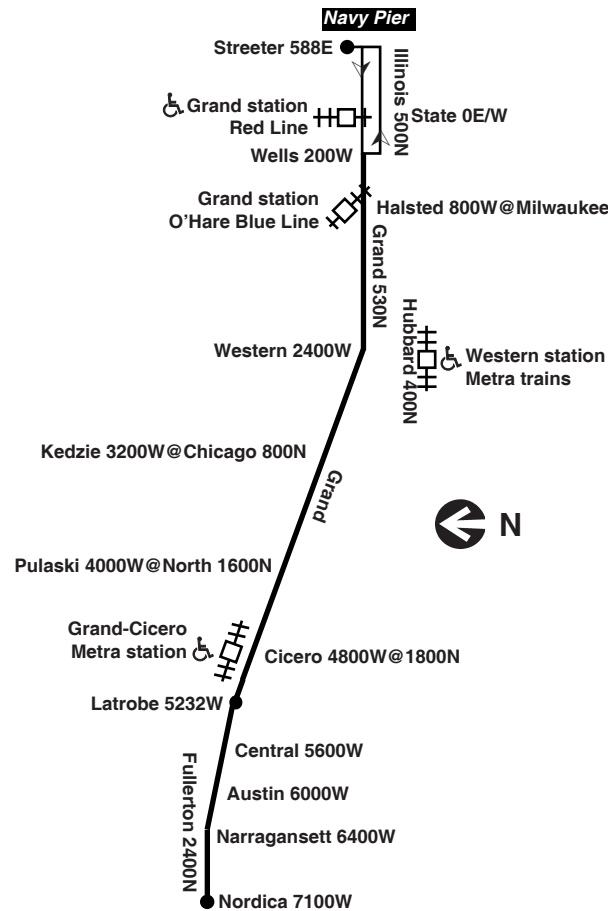 Navy Pier
Streeter 588E
Illinois 500N
Grand station
Red Line
State 0E/W
Wells 200W
Grand station
O'Hare Blue Line
Halsted 800W@Milwaukee
Grand 530N
Hubbard 400N
Western 2400W
Western station
Metra trains
Kedzie 3200W@Chicago 800N
Grand
N
Pulaski 4000W@North 1600N
Grand-Cicero
Metra station
Cicero 4800W@1800N
Latrobe 5232W
Central 5600W
Fullerton 2400N
Austin 6000W
Narragansett 6400W
Nordica 7100W